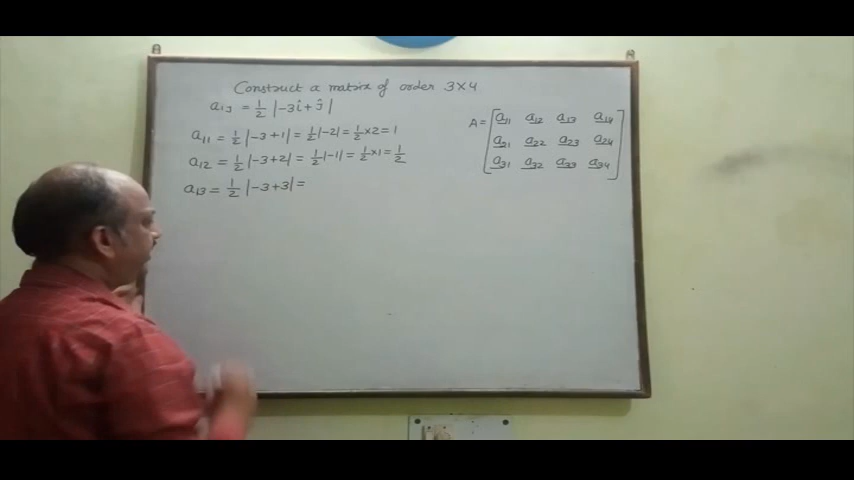 Construct a matrix of order 3×4
aij = 1/2 |-3î+ĵ|
a11 = 1/2 |-3+1| = 1/2|-2| = 1/2×2 = 1
a12 = 1/2 |-3+2| = 1/2|-1| = 1/2×1 = 1/2
a13 = 1/2 |-3+3| =
A = [a11 a12 a13 a14
a21 a22 a23 a24
a31 a32 a33 a34]